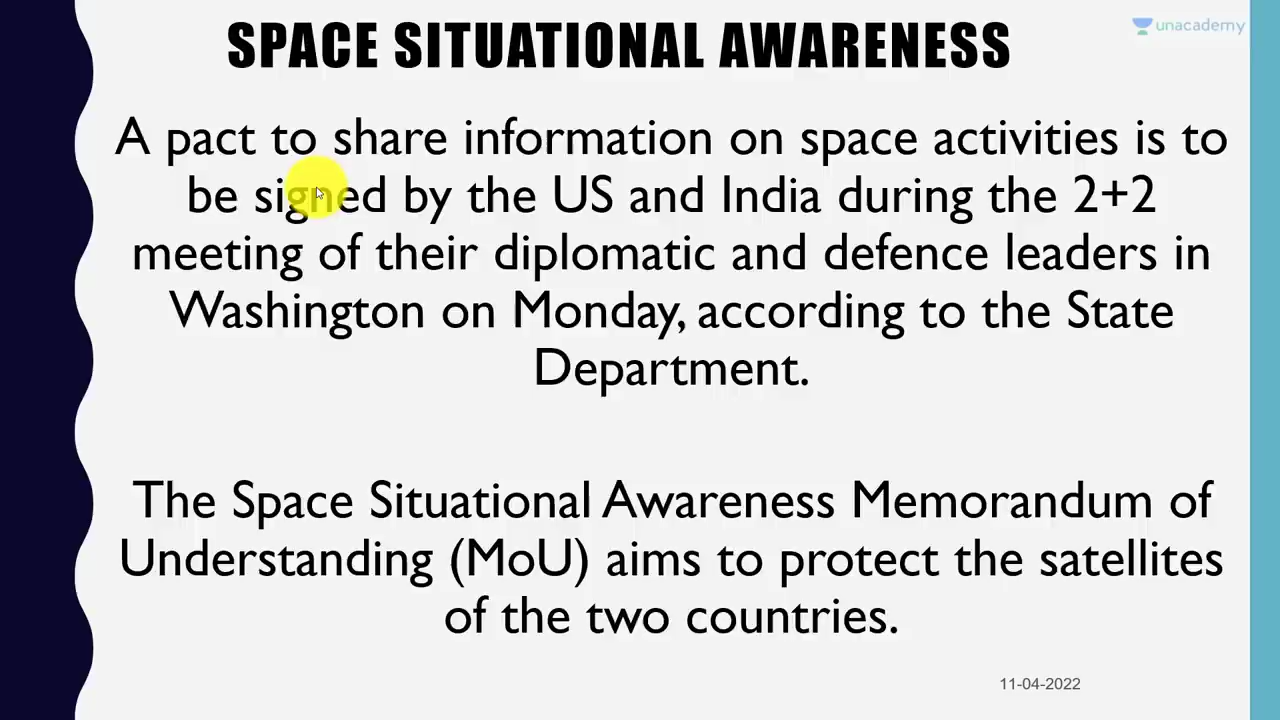 SPACE SITUATIONAL AWARENESS
unacademy
A pact to share information on space activities is to
be signed by the US and India during the 2+2
meeting of their diplomatic and defence leaders in
Washington on Monday, according to the State
Department.
The Space Situational Awareness Memorandum of
Understanding (MoU) aims to protect the satellites
of the two countries.
11-04-2022